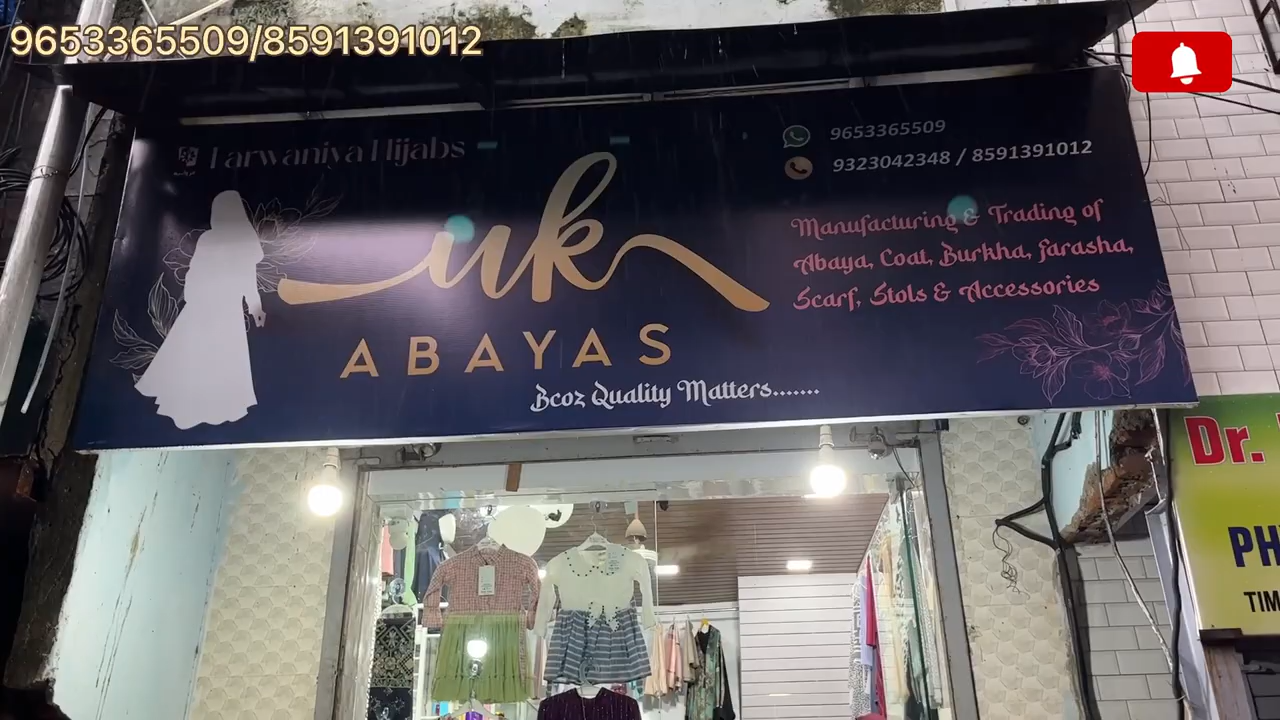 9653365509/8591391012
Hijabs
9653365509
9323042348 / 8591391012
uk
ABAYAS
Bcoz Quality Matters.......
Manufacturing & Trading of
Abaya, Coat, Burkha, Farasha,
Scarf, Stols & Accessories
Dr.
PH
TIM